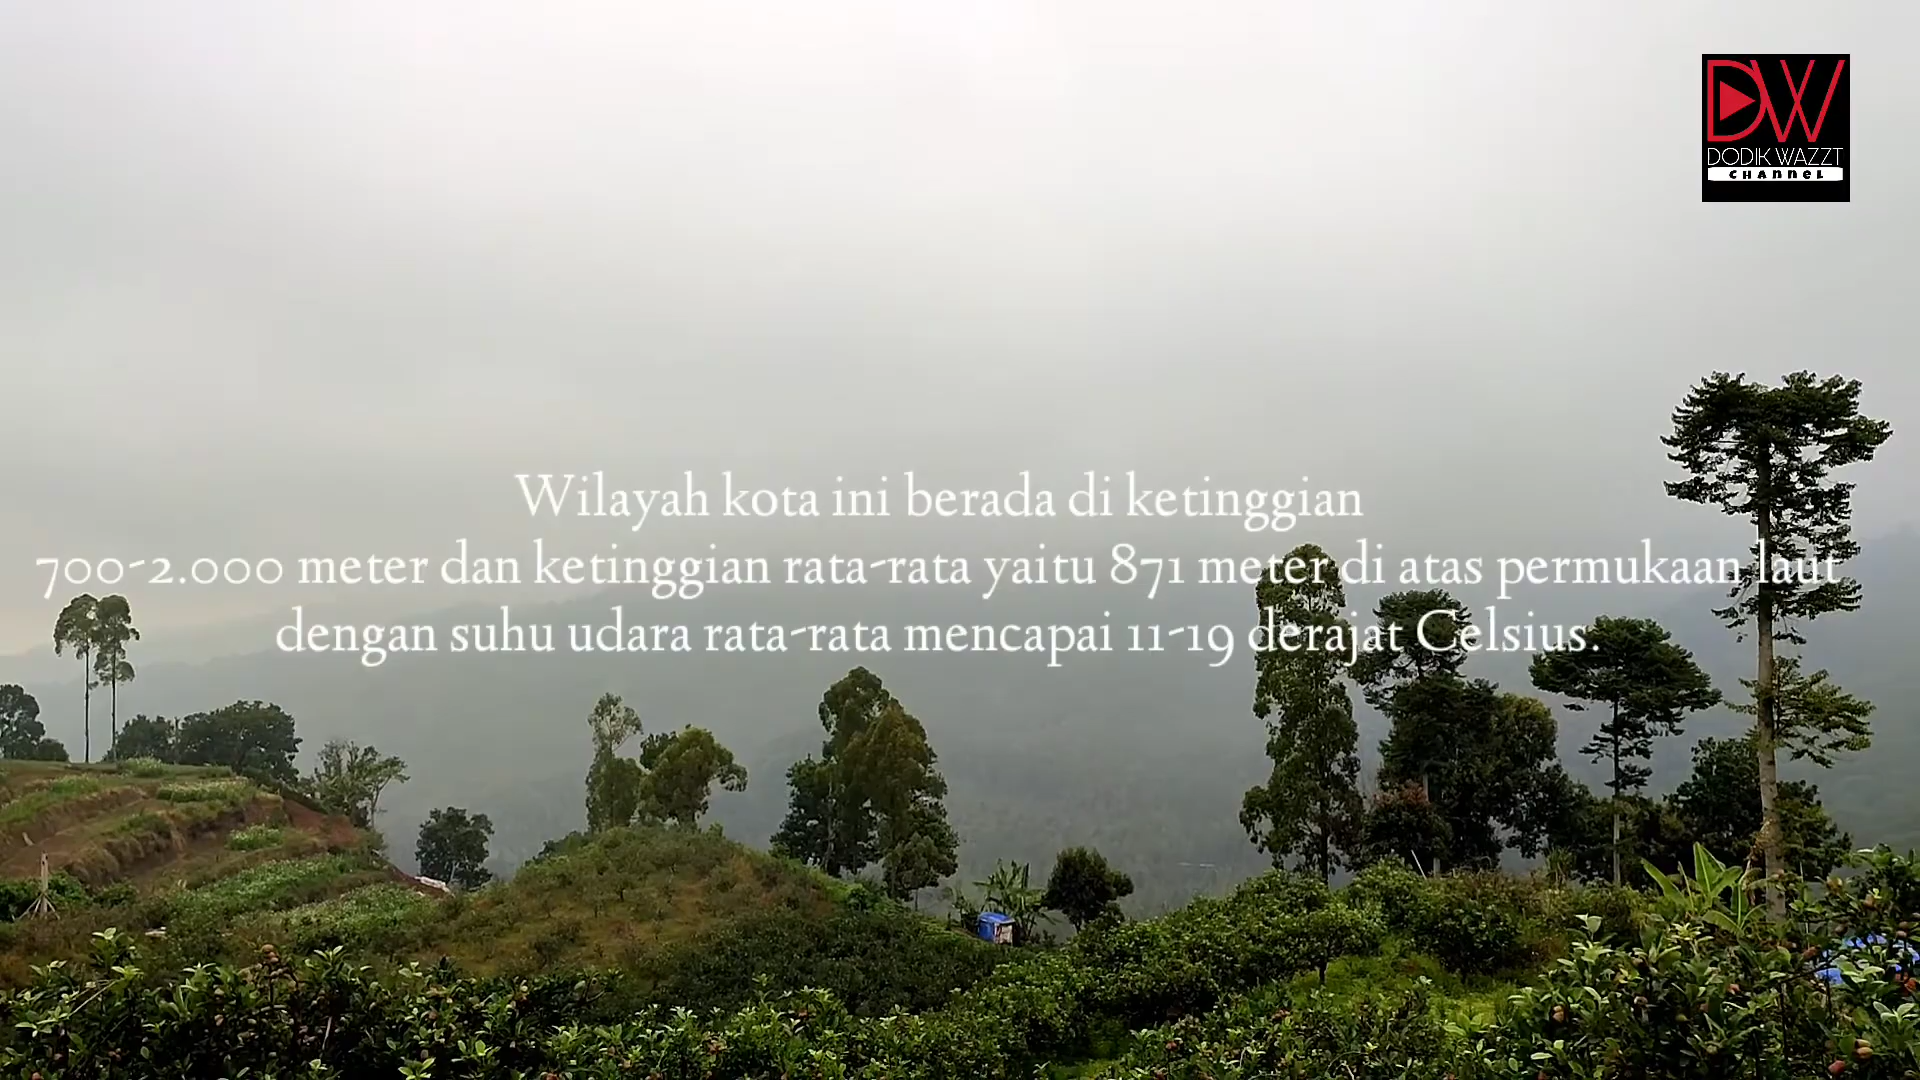 DW
DODIK WAZZT
CHANNEL
Wilayah kota ini berada di ketinggian
700-2.000 meter dan ketinggian rata-rata yaitu 871 meter di atas permukaan laut
dengan suhu udara rata-rata mencapai 11-19 derajat Celsius.